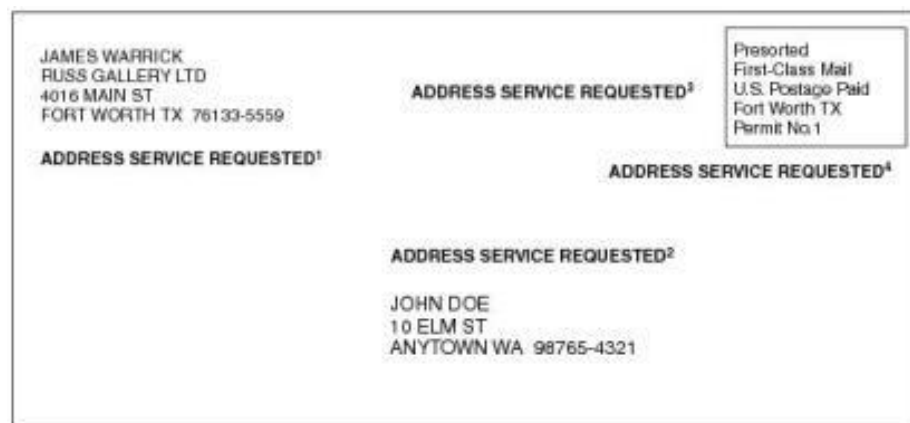 JAMES WARRICK
RUSS GALLERY LTD
4016 MAIN ST
FORT WORTH TX 76133-5559
ADDRESS SERVICE REQUESTED¹
ADDRESS SERVICE REQUESTED³
Presorted
First-Class Mail
U.S. Postage Paid
Fort Worth TX
Permit No.1
ADDRESS SERVICE REQUESTED⁴
ADDRESS SERVICE REQUESTED²
JOHN DOE
10 ELM ST
ANYTOWN WA 98765-4321